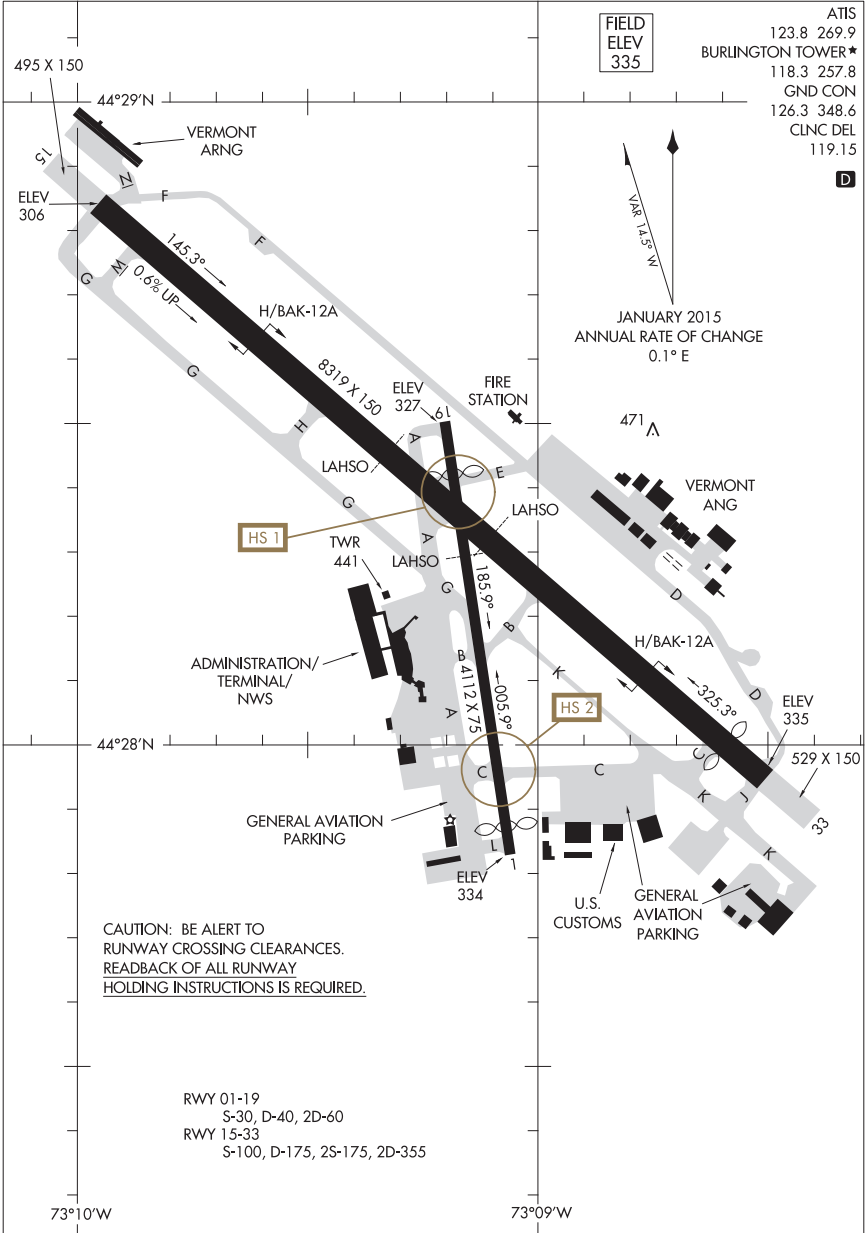 ATIS
123.8 269.9
BURLINGTON TOWER★
118.3 257.8
GND CON
126.3 348.6
CLNC DEL
119.15
D
FIELD
ELEV
335
495 X 150
44°29'N
VERMONT
ARNG
15
N
F
ELEV
306
VAR 14.5° W
F
145.3°
M
G
0.6% UP
H/BAK-12A
JANUARY 2015
ANNUAL RATE OF CHANGE
0.1° E
G
8319 X 150
ELEV
327
FIRE
STATION
19
471
H
A
LAHSO
E
VERMONT
ANG
G
LAHSO
HS 1
A
TWR
441
LAHSO
G
185.9°
D
B
H/BAK-12A
ADMINISTRATION/
TERMINAL/
NWS
B
K
4112 X 75
005.9°
325.3°
D
ELEV
335
A
HS 2
44°28'N
C
C
C
529 X 150
K
J
GENERAL AVIATION
PARKING
33
L
1
K
ELEV
334
U.S.
CUSTOMS
GENERAL
AVIATION
PARKING
CAUTION: BE ALERT TO
RUNWAY CROSSING CLEARANCES.
READBACK OF ALL RUNWAY
HOLDING INSTRUCTIONS IS REQUIRED.
RWY 01-19
S-30, D-40, 2D-60
RWY 15-33
S-100, D-175, 2S-175, 2D-355
73°10'W
73°09'W